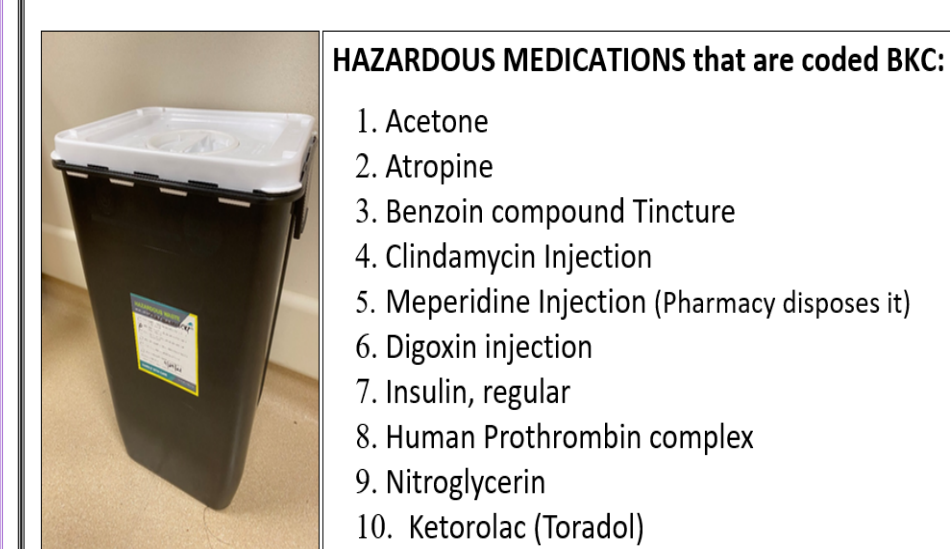 HAZARDOUS MEDICATIONS that are coded BKC:
1. Acetone
2. Atropine
3. Benzoin compound Tincture
4. Clindamycin Injection
5. Meperidine Injection (Pharmacy disposes it)
6. Digoxin injection
7. Insulin, regular
8. Human Prothrombin complex
9. Nitroglycerin
10. Ketorolac (Toradol)
HAZARDOUS WASTE